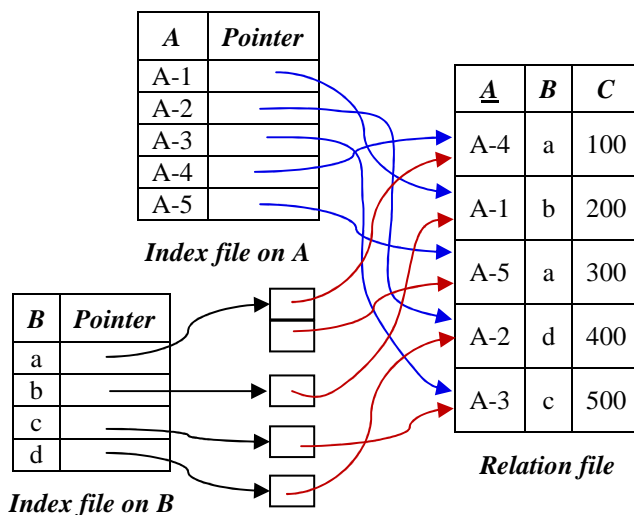 A Pointer
A-1
A-2
A-3
A-4
A-5
Index file on A
A B C
A-4 a 100
A-1 b 200
A-5 a 300
A-2 d 400
A-3 c 500
Relation file
B Pointer
a
b
c
d
Index file on B